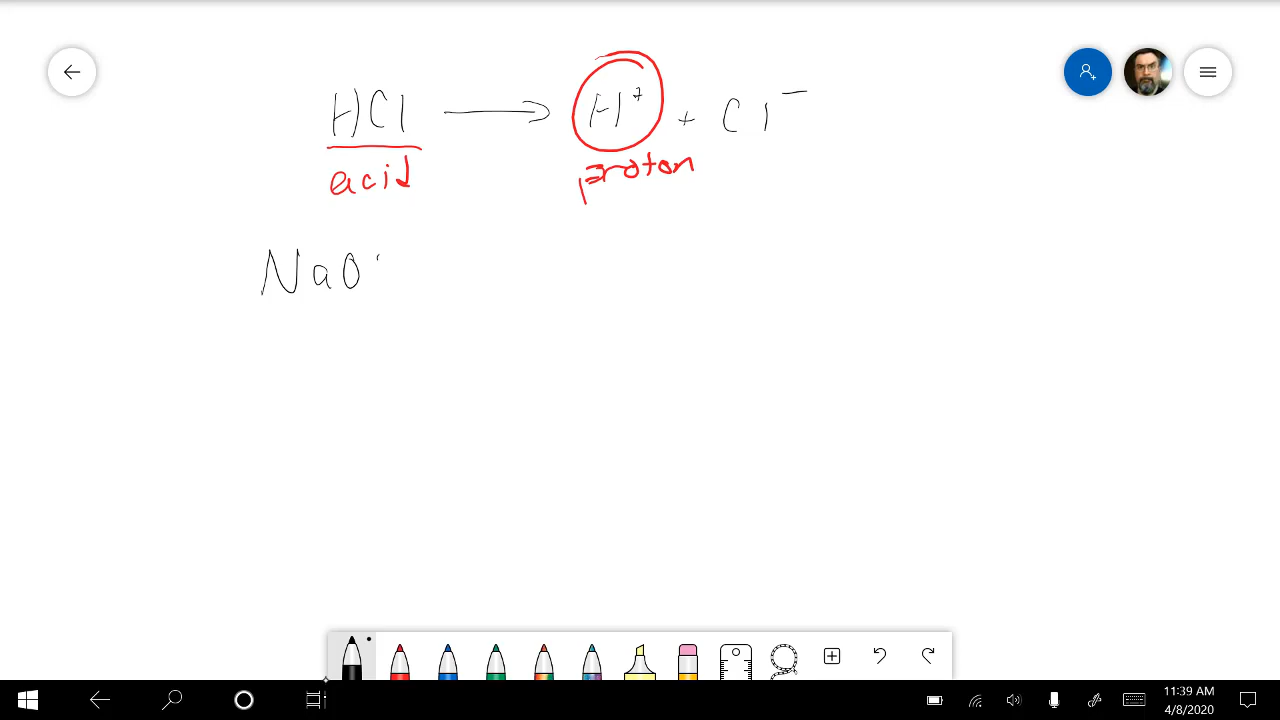 HCl → H⁺ + Cl⁻
acid proton
NaO
11:39 AM
4/8/2020